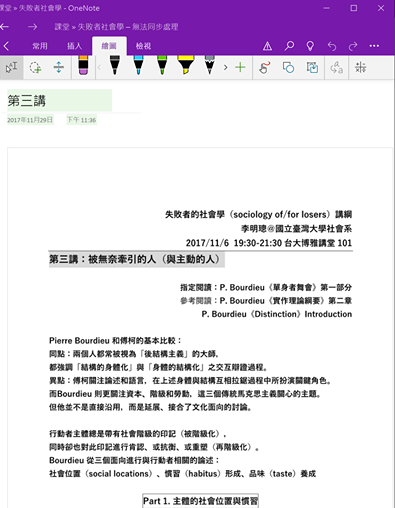 課堂 » 失敗者社會學 - OneNote
課堂 » 失敗者社會學 – 無法同步處理
常用 插人 繪圖 檢視
第三講
2017年11月29日 下午 11:36
失敗者的社會學（sociology of/for losers）講綱
李明璁@國立臺灣大學社會系
2017/11/6 19:30-21:30 台大博雅講堂 101
第三講：被無奈牽引的人（與主動的人）
指定閱讀：P. Bourdieu《單身者舞會》第一部分
參考閱讀：P. Bourdieu《實作理論綱要》第二章
P. Bourdieu《Distinction》Introduction
Pierre Bourdieu 和傅柯的基本比較：
同點：兩個人都常被視為「後結構主義」的大師，
都強調「結構的身體化」與「身體的結構化」之交互辯證過程。
異點：傅柯關注論述和語言，在上述身體與結構互相拉鋸過程中所扮演關鍵角色。
而Bourdieu 則更關注資本、階級和勞動，這三個傳統馬克思主義關心的主題。
但他並不是直接沿用，而是延展、接合了文化面向的討論。
行動者主體總是帶有社會階級的印記（被階級化），
同時卻也對此印記進行肯認、或抗衡、或重塑（再階級化）。
Bourdieu 從三個面向進行與行動者相關的論述：
社會位置（social locations）、慣習（habitus）形成、品味（taste）養成
Part 1. 主體的社會位置與慣習